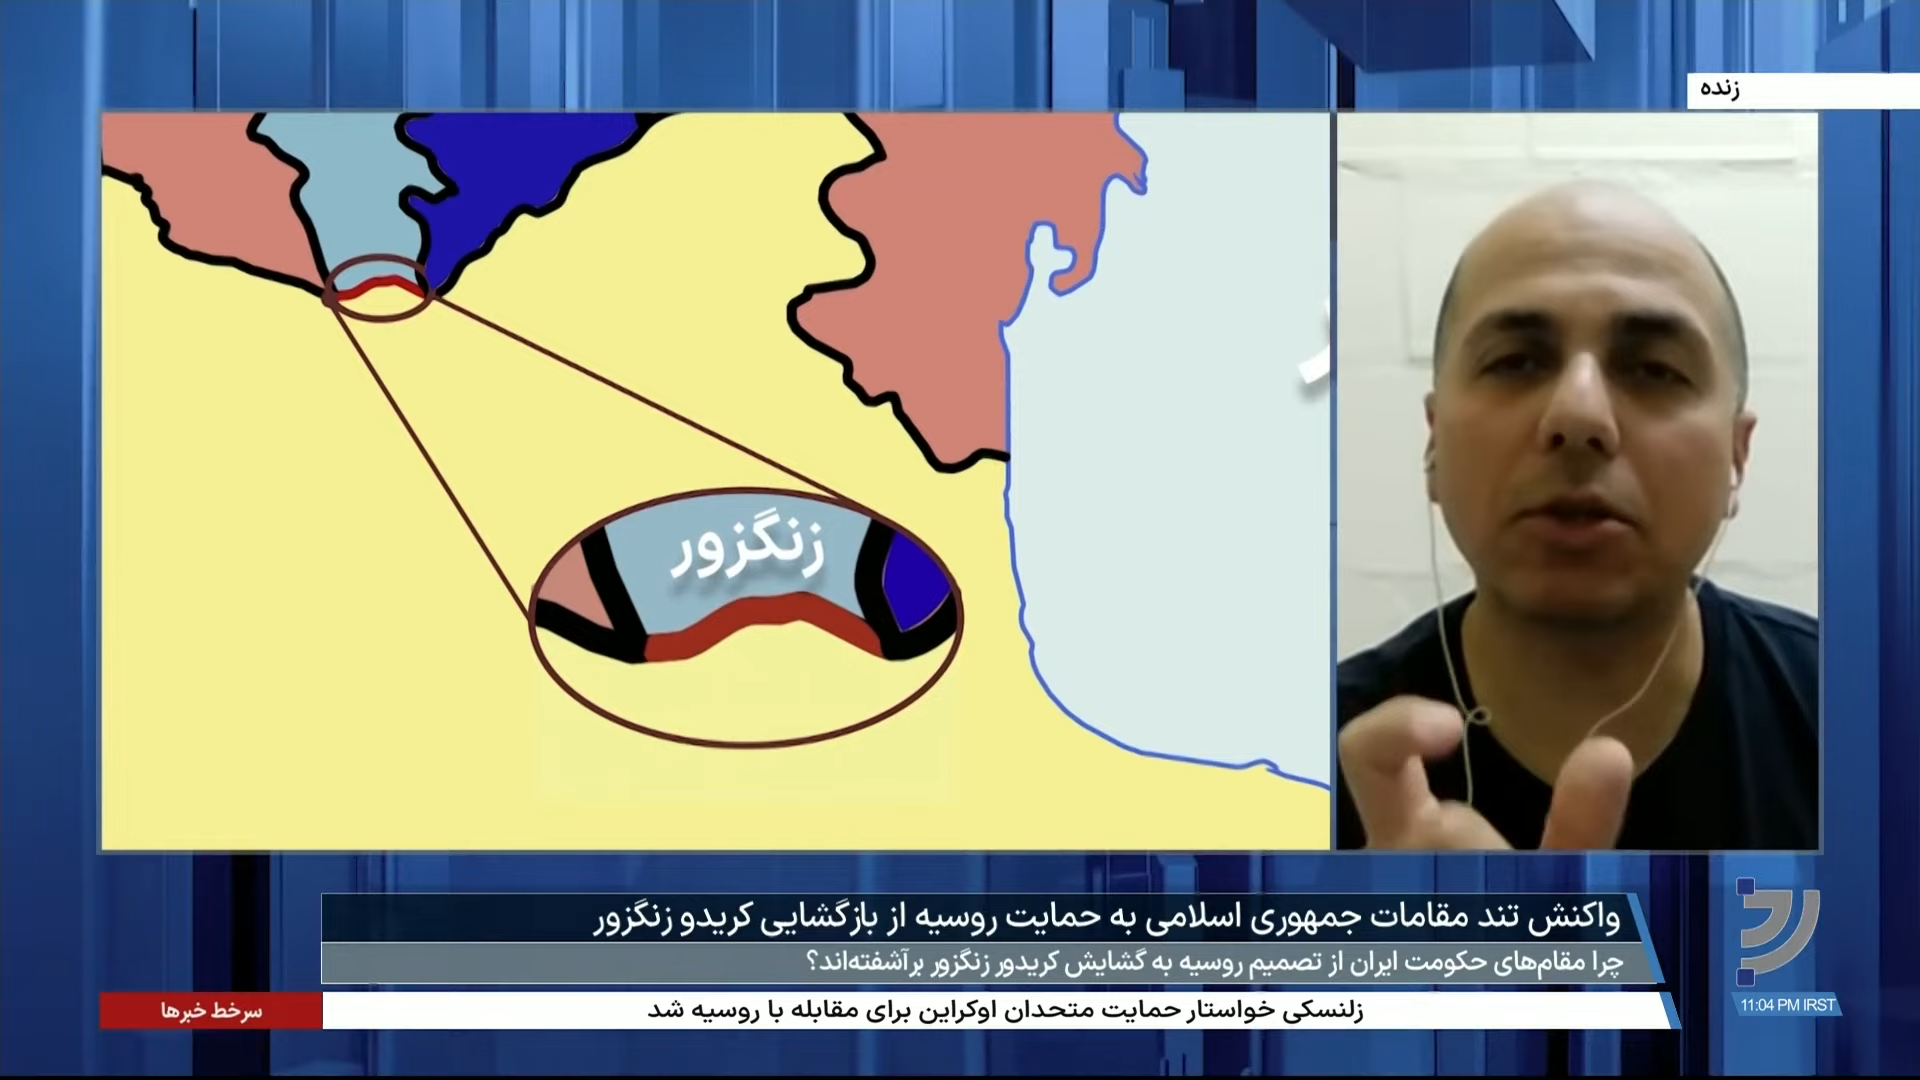 زنده
زنگزور
ر
واکنش تند مقامات جمهوری اسلامی به حمایت روسیه از بازگشایی کریدو زنگزور
چرا مقام‌های حکومت ایران از تصمیم روسیه به گشایش کریدور زنگزور برآشفته‌اند؟
سرخط خبرها
زلنسکی خواستار حمایت متحدان اوکراین برای مقابله با روسیه شد
11:04 PM IRST